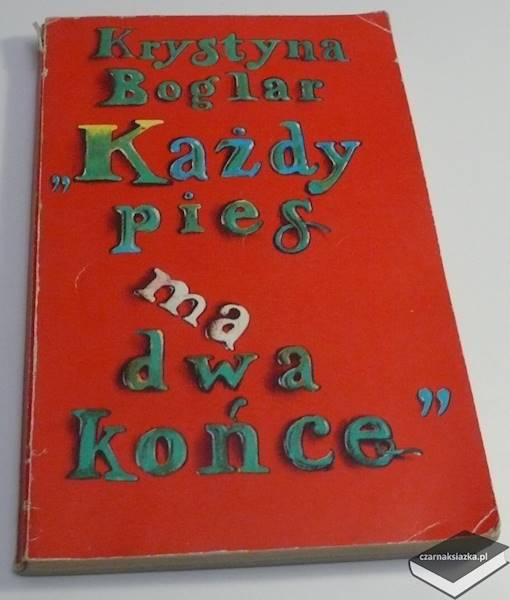 Krystyna
Boglar
„Każdy
pies
ma
dwa
końce”
czarnaksiazka.pl